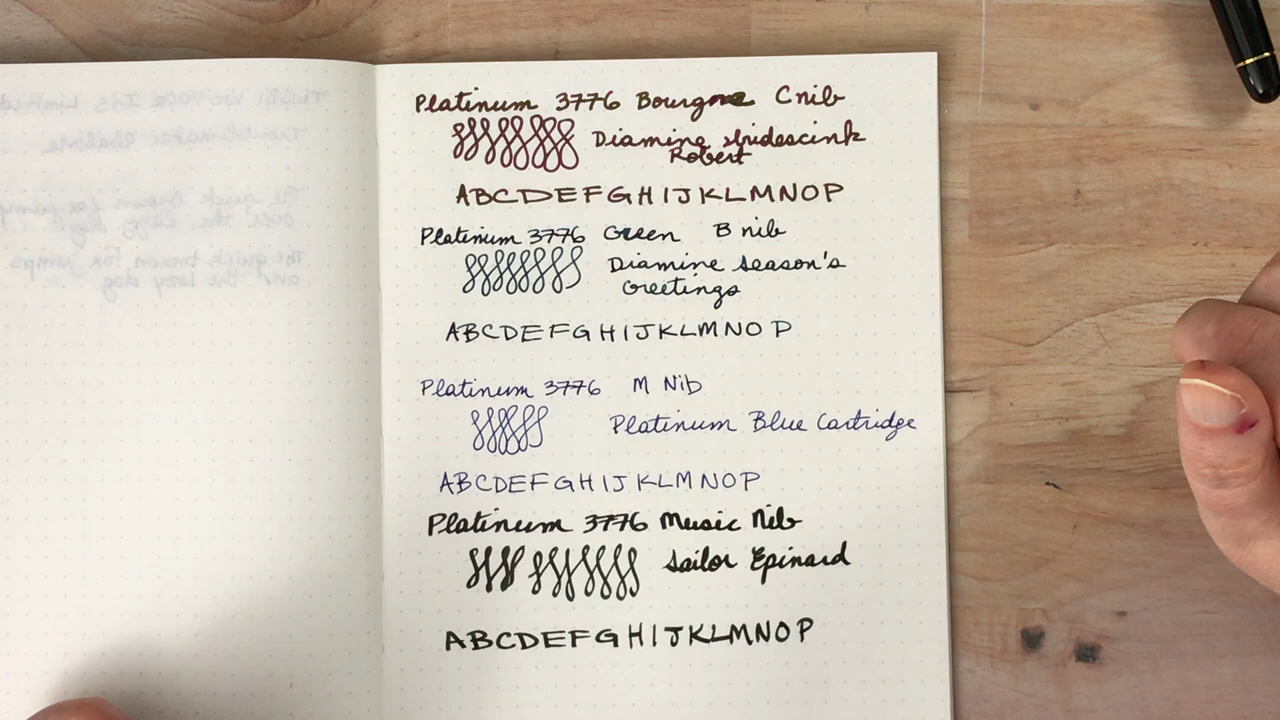 Platinum 3776 Bourgogne C nib
Diamine Iridescink
Robert
ABCDEFGHIJKLMNOP
Platinum 3776 Green B nib
Diamine Season's
Greetings
ABCDEFGHIJKLMNOP
Platinum 3776 M Nib
Platinum Blue Cartridge
ABCDEFGHIJKLMNOP
Platinum 3776 Music Nib
Sailor Epinard
ABCDEFGHIJKLMNOP